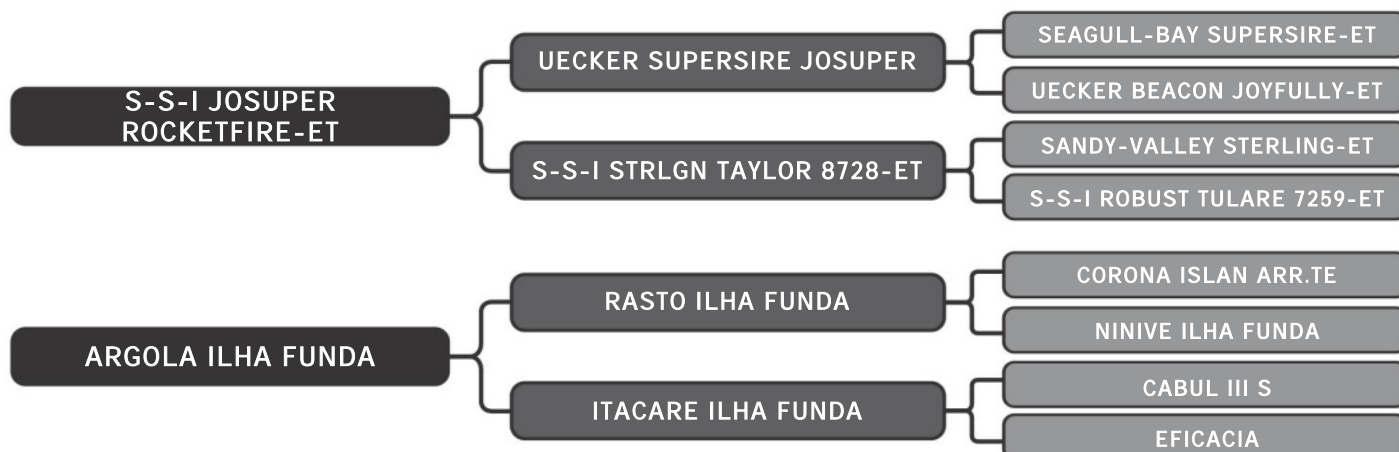 S-S-I JOSUPER
ROCKETFIRE-ET
UECKER SUPERSIRE JOSUPER
SEAGULL-BAY SUPERSIRE-ET
UECKER BEACON JOYFULLY-ET
S-S-I STRLGN TAYLOR 8728-ET
SANDY-VALLEY STERLING-ET
S-S-I ROBUST TULARE 7259-ET
ARGOLA ILHA FUNDA
RASTO ILHA FUNDA
CORONA ISLAN ARR.TE
NINIVE ILHA FUNDA
ITACARE ILHA FUNDA
CABUL III S
EFICACIA